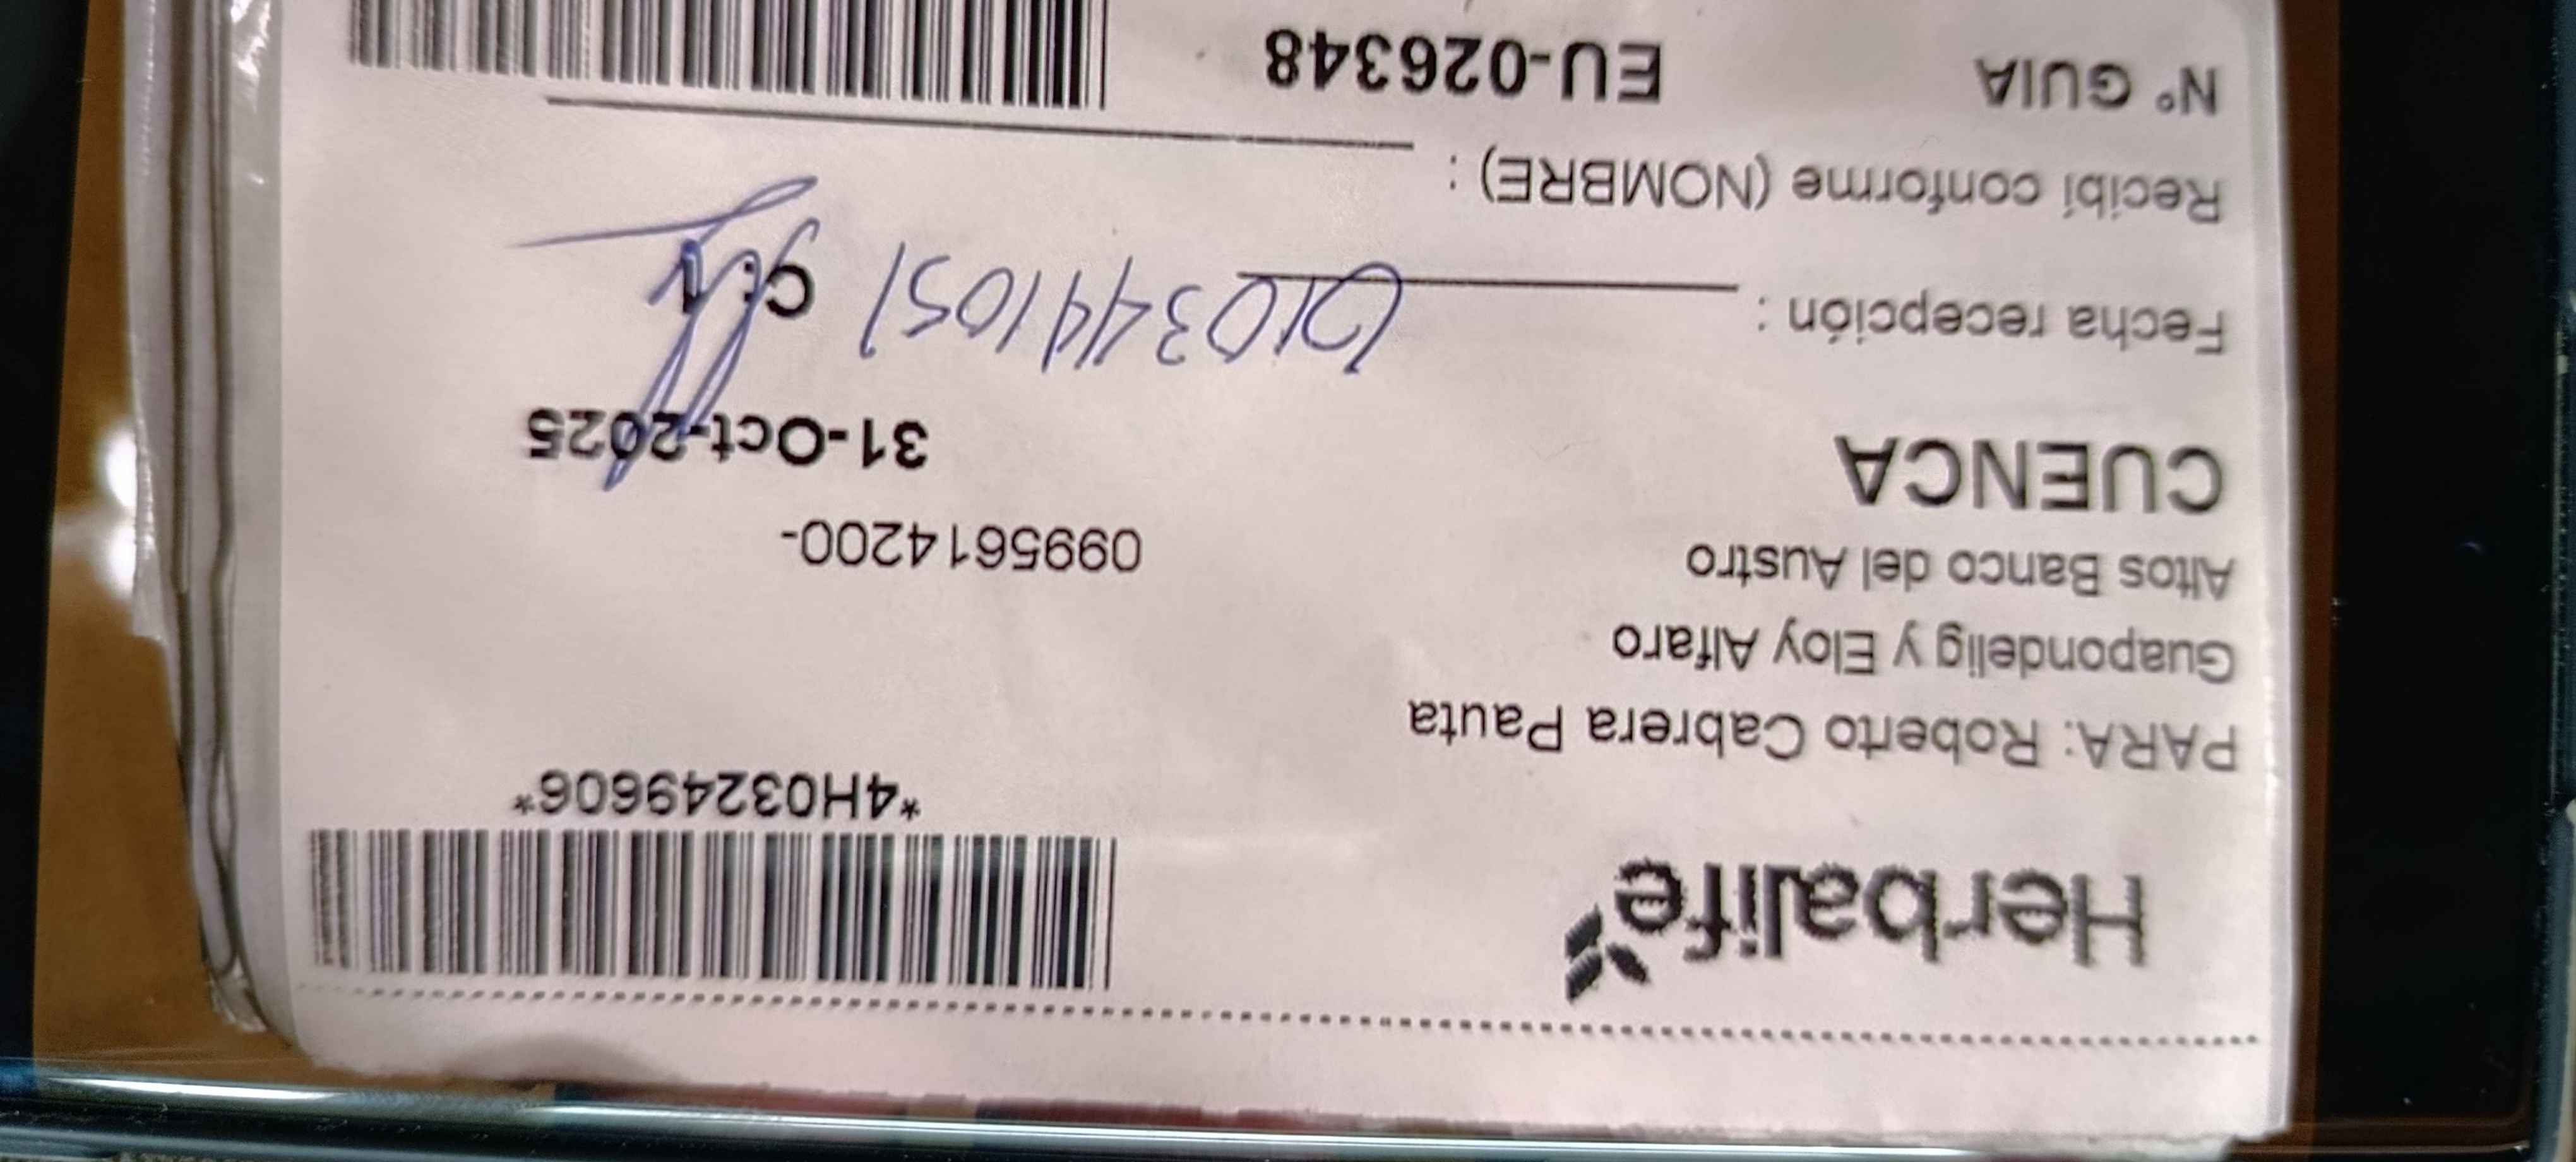 Herbalife
*4H03249606*
PARA: Roberto Cabrera Pauta
Guapondelig y Eloy Alfaro
Altos Banco del Austro
0995614200-
CUENCA
31-Oct-2025
Fecha recepción :
0103441051
Recibí conforme (NOMBRE) :
N° GUIA EU-026348